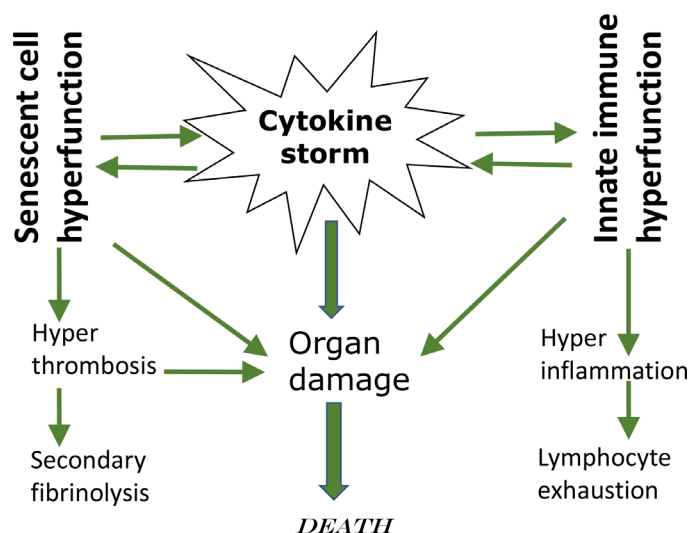 Senescent cell
hyperfunction
Cytokine
storm
Innate immune
hyperfunction
Hyper
thrombosis
Organ
damage
Hyper
inflammation
Secondary
fibrinolysis
Lymphocyte
exhaustion
DEATH